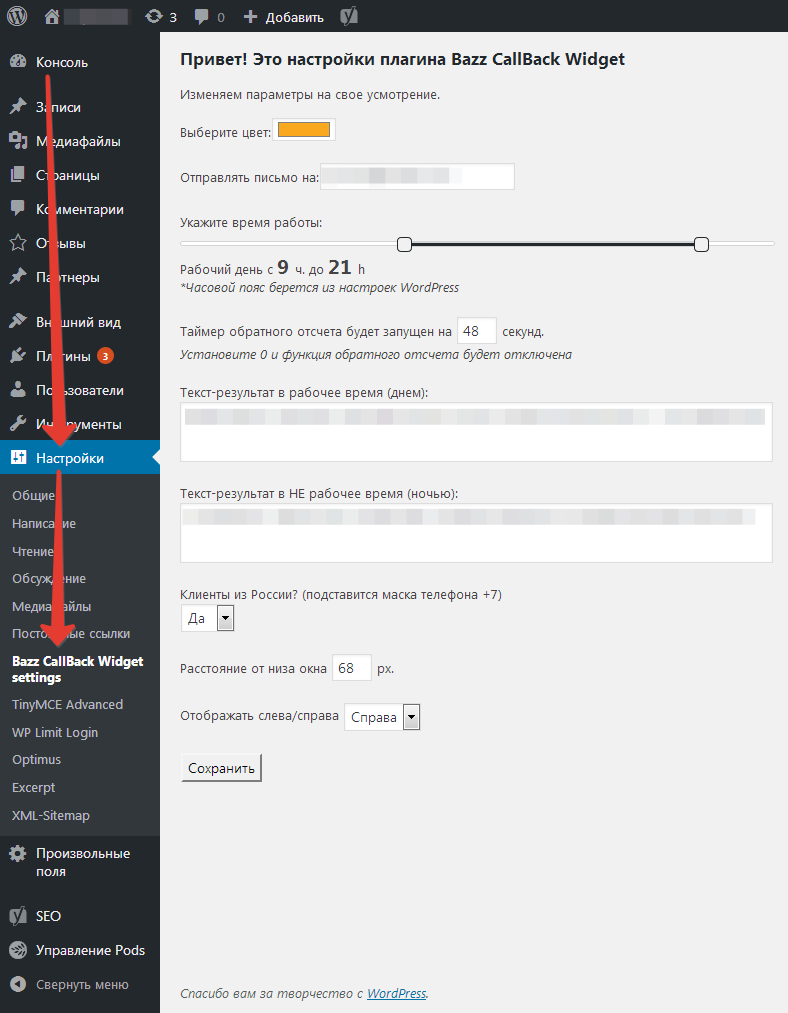 3 0 Добавить
Консоль
Записи
Медиафайлы
Страницы
Комментарии
Отзывы
Партнеры
Внешний вид
Плагины 3
Пользователи
Инструменты
Настройки
Общие
Написание
Чтение
Обсуждение
Медиафайлы
Постоянные ссылки
Bazz CallBack Widget
settings
TinyMCE Advanced
WP Limit Login
Optimus
Excerpt
XML-Sitemap
Произвольные
поля
SEO
Управление Pods
Свернуть меню
Привет! Это настройки плагина Bazz CallBack Widget
Изменяем параметры на свое усмотрение.
Выберите цвет:
Отправлять письмо на:
Укажите время работы:
Рабочий день с 9 ч. до 21 h
*Часовой пояс берется из настроек WordPress
Таймер обратного отсчета будет запущен на 48 секунд.
Установите 0 и функция обратного отсчета будет отключена
Текст-результат в рабочее время (днем):
Текст-результат в НЕ рабочее время (ночью):
Клиенты из России? (подставится маска телефона +7)
Да
Расстояние от низа окна 68 px.
Отображать слева/справа Справа
Сохранить
Спасибо вам за творчество с WordPress.